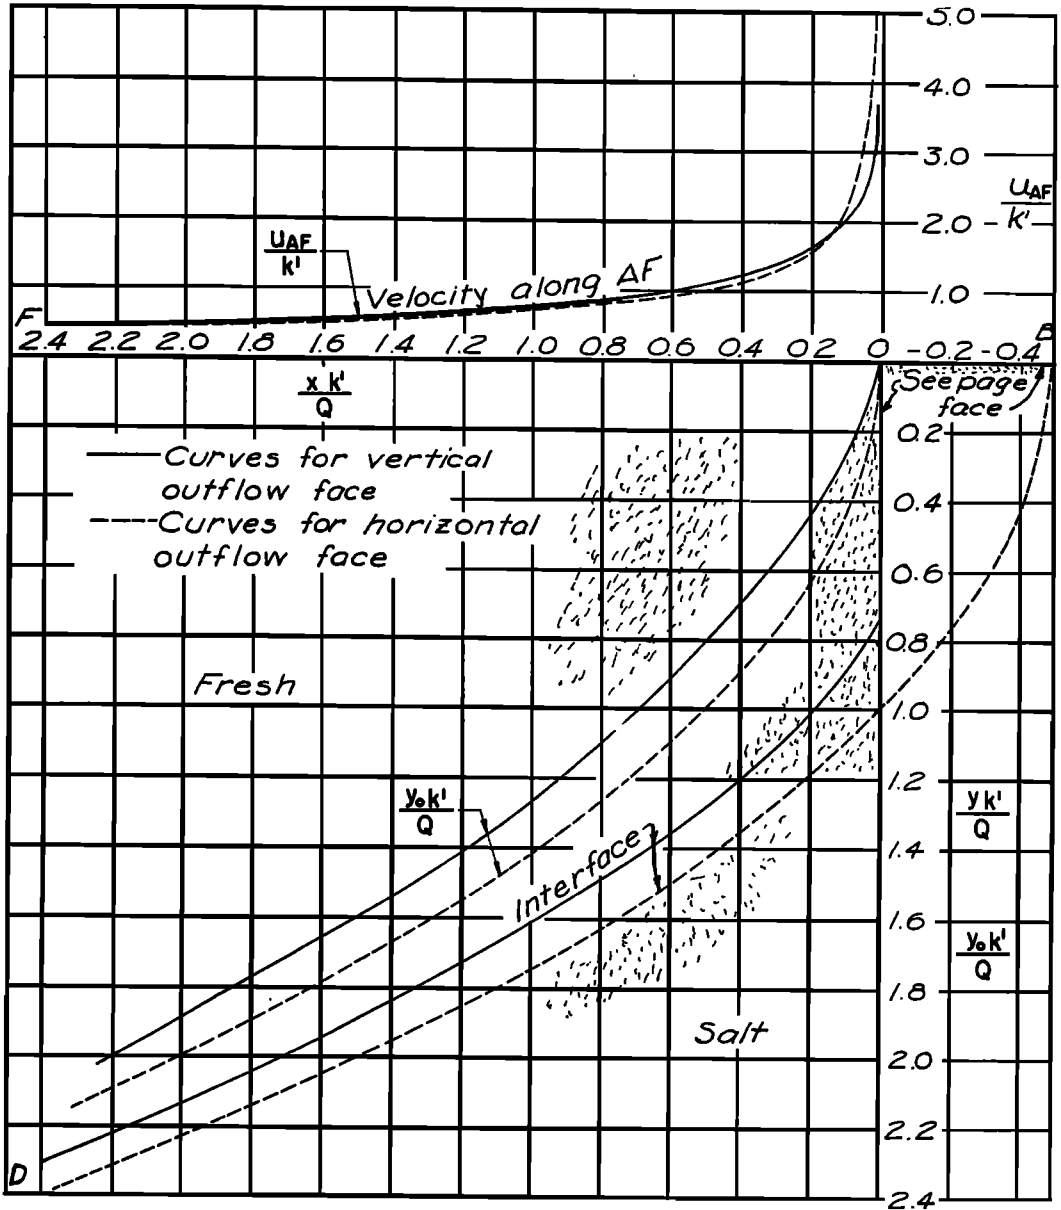 5.0
4.0
3.0
U_AF
k'
2.0
U_AF
k'
Velocity along AF
1.0
F
B
2.4 2.2 2.0 1.8 1.6 1.4 1.2 1.0 0.8 0.6 0.4 0.2 0 -0.2 -0.4
x k'
Q
Seepage
face
0.2
Curves for vertical
outflow face
0.4
Curves for horizontal
outflow face
0.6
0.8
Fresh
1.0
1.2
y₀k'
Q
yk'
Q
1.4
Interface
1.6
y₀k'
Q
1.8
Salt
2.0
2.2
D
2.4